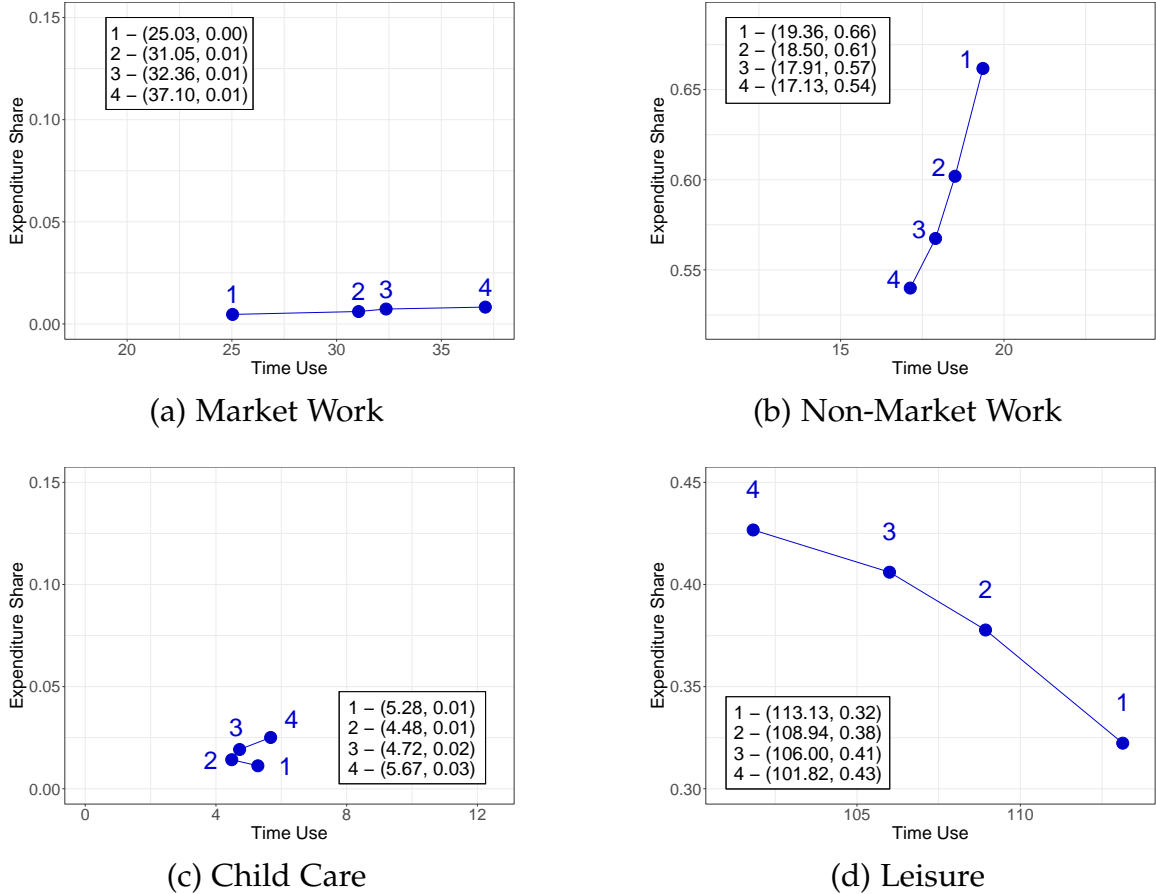 0.15
0.10
0.05
0.00
Expenditure Share
1 – (25.03, 0.00)
2 – (31.05, 0.01)
3 – (32.36, 0.01)
4 – (37.10, 0.01)
1
2
3
4
20
25
30
35
Time Use
(a) Market Work
0.65
0.60
0.55
Expenditure Share
1 – (19.36, 0.66)
2 – (18.50, 0.61)
3 – (17.91, 0.57)
4 – (17.13, 0.54)
1
2
3
4
15
20
Time Use
(b) Non-Market Work
0.15
0.10
0.05
0.00
Expenditure Share
3
4
2
1
1 – (5.28, 0.01)
2 – (4.48, 0.01)
3 – (4.72, 0.02)
4 – (5.67, 0.03)
0
4
8
12
Time Use
(c) Child Care
0.45
0.40
0.35
0.30
Expenditure Share
4
3
2
1
1 – (113.13, 0.32)
2 – (108.94, 0.38)
3 – (106.00, 0.41)
4 – (101.82, 0.43)
105
110
Time Use
(d) Leisure